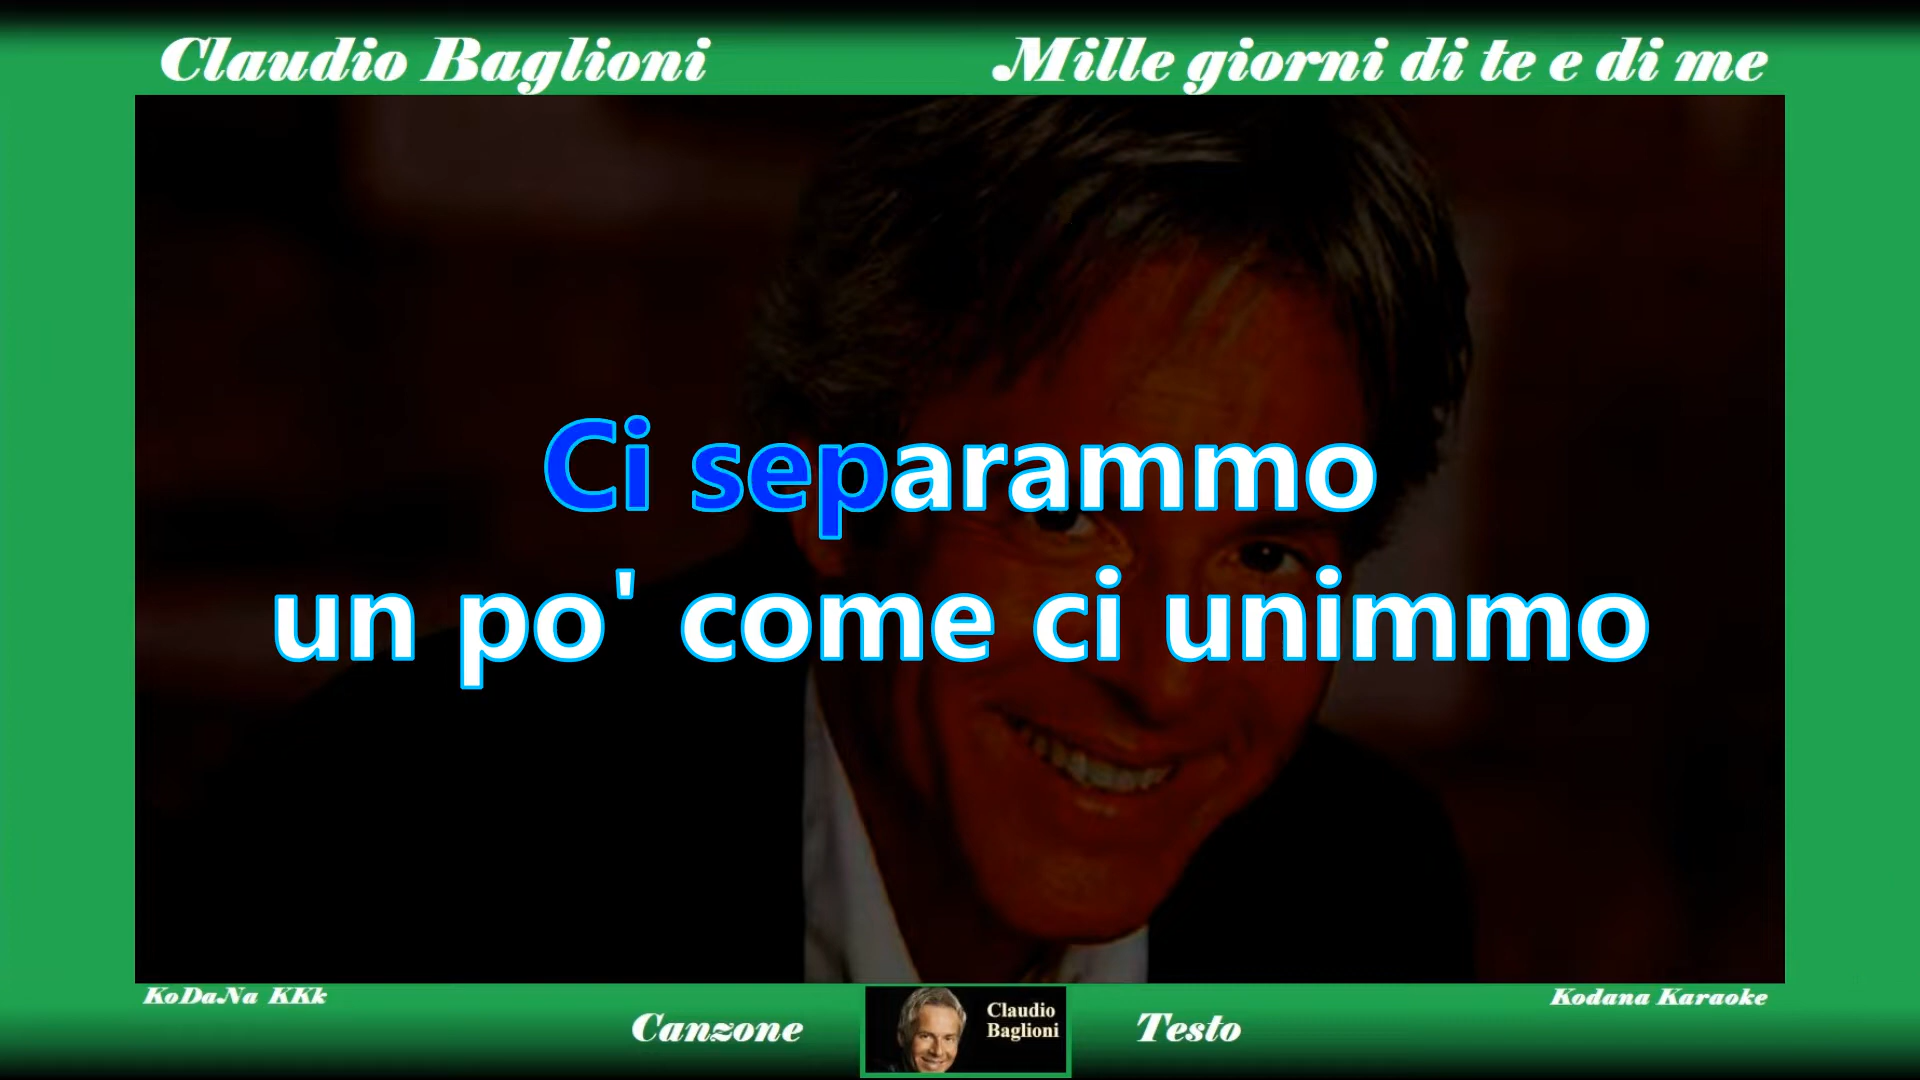 Claudio Baglioni
Mille giorni di te e di me
Ci separammo
un po' come ci unimmo
KoDaNa KKk
Kodana Karaoke
Canzone
Claudio
Baglioni
Testo